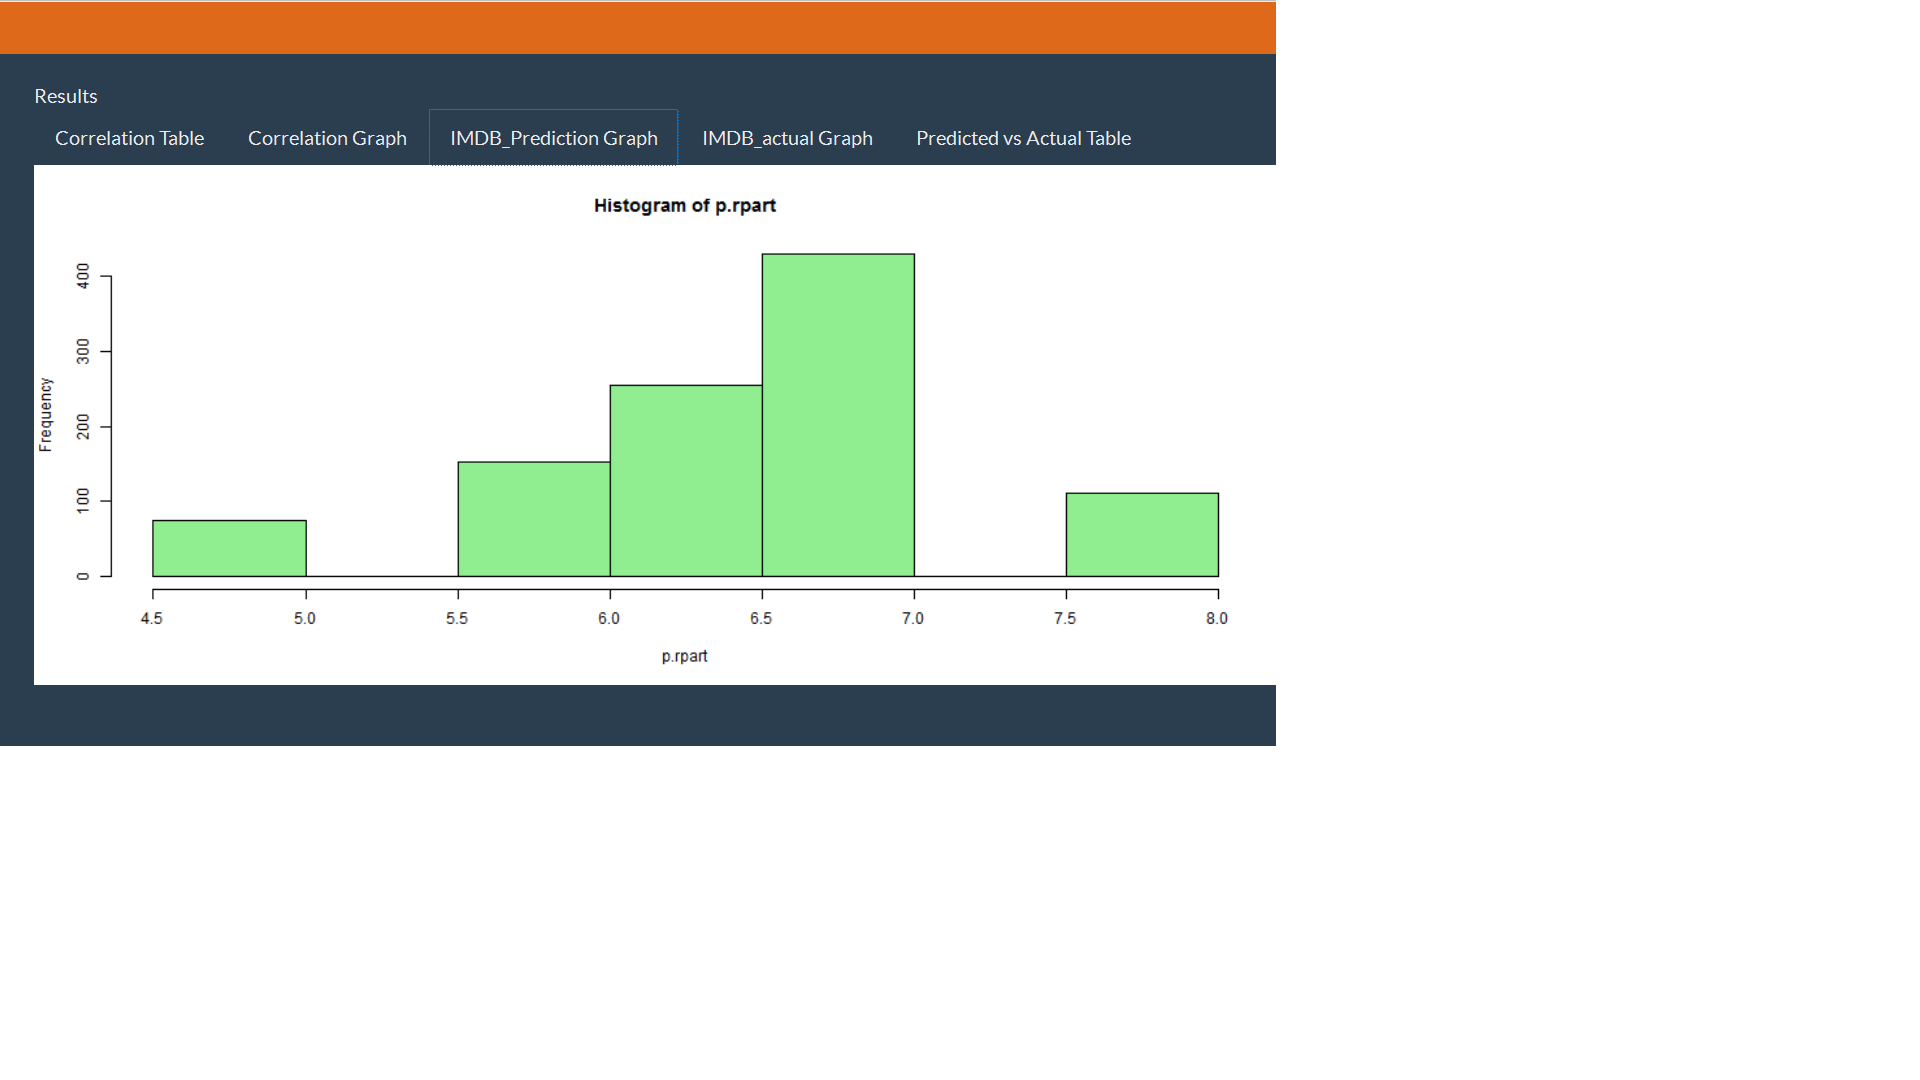 Results
Correlation Table
Correlation Graph
IMDB_Prediction Graph
IMDB_actual Graph
Predicted vs Actual Table
Histogram of p.rpart
Frequency
400
300
200
100
0
4.5 5.0 5.5 6.0 6.5 7.0 7.5 8.0
p.rpart